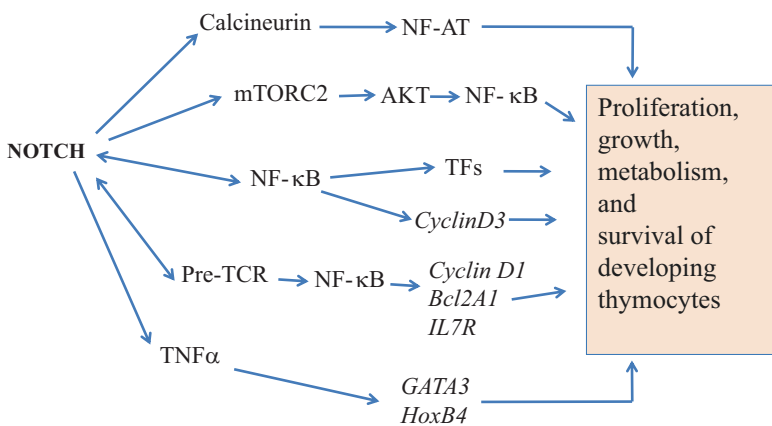 Calcineurin
NF-AT
mTORC2
AKT
NF- κB
NOTCH
NF-κB
TFs
CyclinD3
Pre-TCR
NF-κB
Cyclin D1
Bcl2A1
IL7R
TNFα
GATA3
HoxB4
Proliferation,
growth,
metabolism,
and
survival of
developing
thymocytes